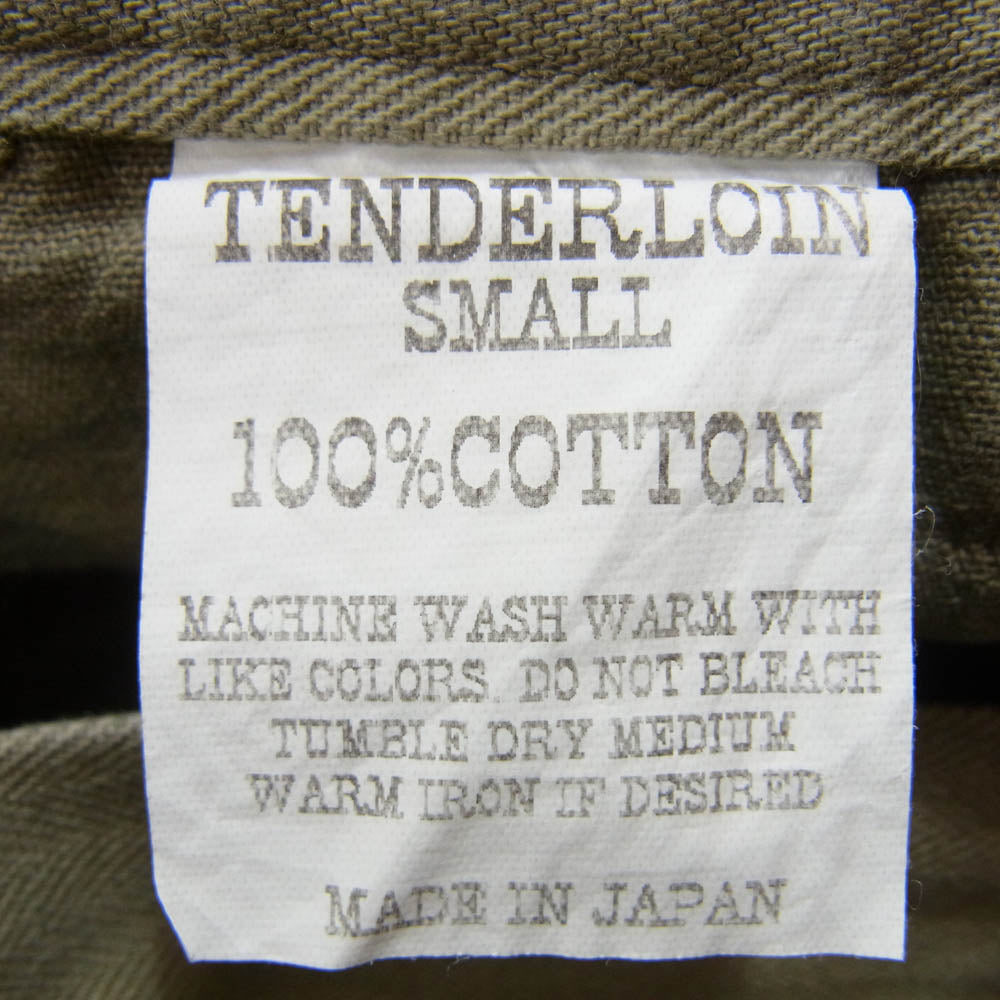 TENDERLOIN
SMALL
100%COTTON
MACHINE WASH WARM WITH
LIKE COLORS. DO NOT BLEACH
TUMBLE DRY MEDIUM
WARM IRON IF DESIRED
MADE IN JAPAN